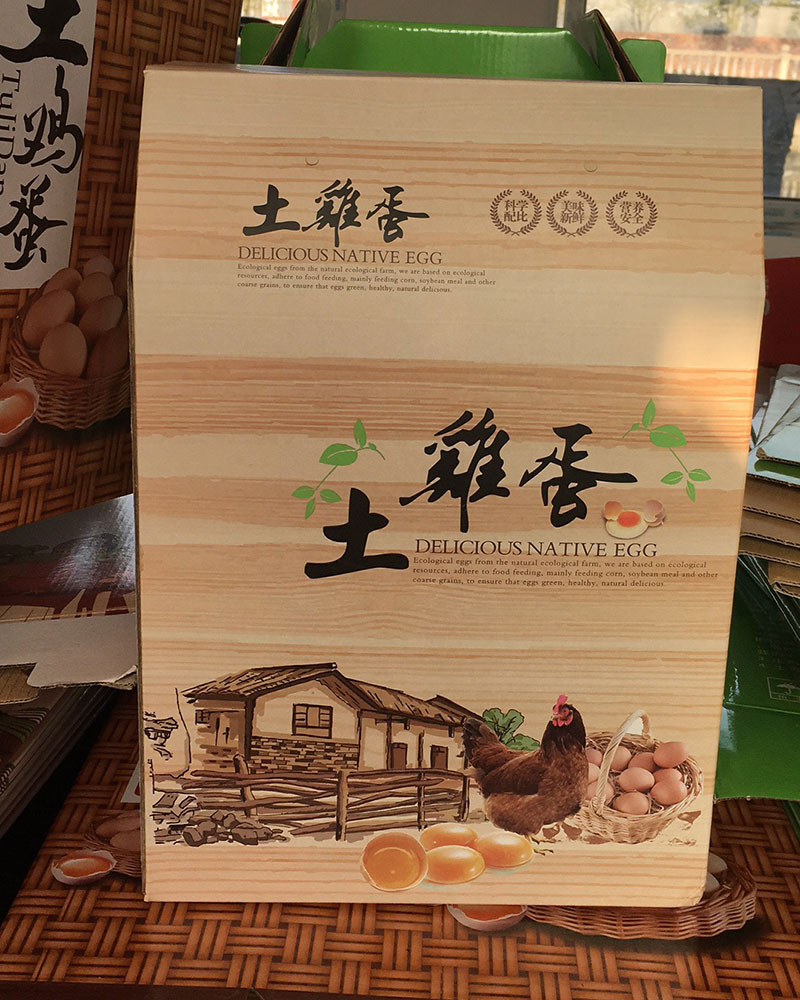 土鸡蛋
TuJiDan
土雞蛋
DELICIOUS NATIVE EGG
Ecological eggs from the natural ecological farm, we are based on ecological
resources, adhere to food feeding, mainly feeding corn, soybean meal and other
coarse grains, to ensure that eggs green, healthy, natural delicious.
科学
配比
美味
新鲜
营养
安全
土雞蛋
DELICIOUS NATIVE EGG
Ecological eggs from the natural ecological farm, we are based on ecological
resources, adhere to food feeding, mainly feeding corn, soybean meal and other
coarse grains, to ensure that eggs green, healthy, natural delicious.